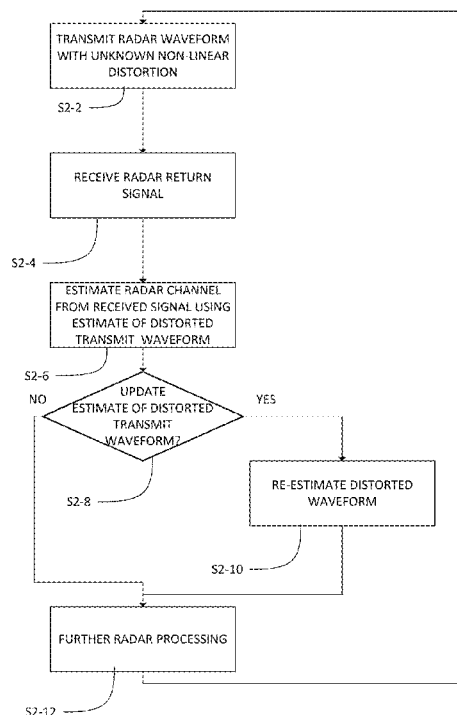 TRANSMIT RADAR WAVEFORM
WITH UNKNOWN NON-LINEAR
DISTORTION
S2-2
RECEIVE RADAR RETURN
SIGNAL
S2-4
ESTIMATE RADAR CHANNEL
FROM RECEIVED SIGNAL USING
ESTIMATE OF DISTORTED
TRANSMIT WAVEFORM
S2-6
NO
UPDATE
ESTIMATE OF DISTORTED
TRANSMIT
WAVEFORM?
YES
S2-8
RE-ESTIMATE DISTORTED
WAVEFORM
S2-10
FURTHER RADAR PROCESSING
S2-12